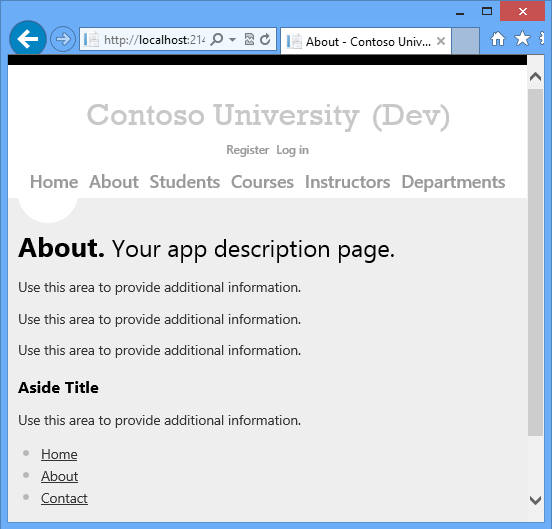 http://localhost:214
About - Contoso Univ...
Contoso University (Dev)
Register Log in
Home About Students Courses Instructors Departments
About. Your app description page.
Use this area to provide additional information.
Use this area to provide additional information.
Use this area to provide additional information.
Aside Title
Use this area to provide additional information.
Home
About
Contact